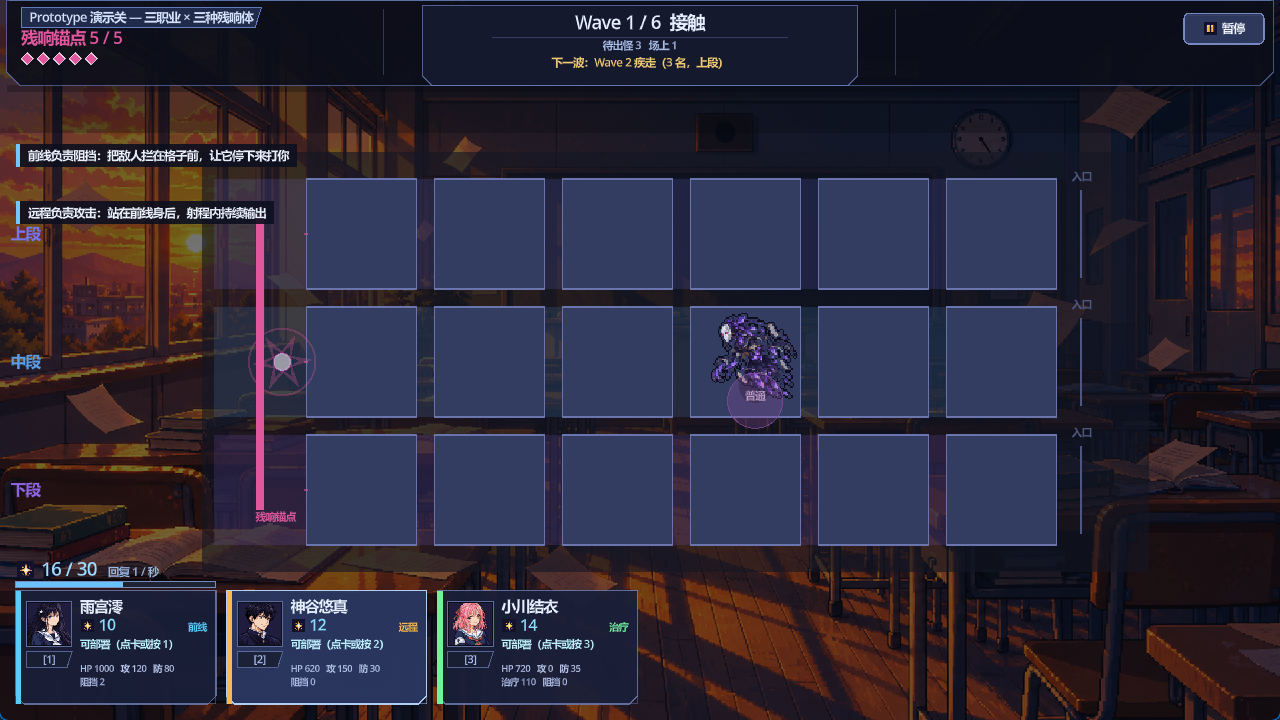 Prototype 演示关 — 三职业 × 三种残响体
残响锚点 5 / 5
Wave 1 / 6 接触
待出怪 3 场上 1
下一波: Wave 2 疾走（3 名，上段）
暂停
前线负责阻挡：把敌人拦在格子前，让它停下来打你
远程负责攻击：站在前线身后，射程内持续输出
上段
中段
下段
入口
入口
入口
普通
残响锚点
16 / 30 回复 1 / 秒
雨宫澪
10
前线
可部署（点卡或按 1）
[1]
HP 1000 攻 120 防 80
阻挡 2
神谷悠真
12
远程
可部署（点卡或按 2）
[2]
HP 620 攻 150 防 30
阻挡 0
小川结衣
14
治疗
可部署（点卡或按 3）
[3]
HP 720 攻 0 防 35
治疗 110 阻挡 0